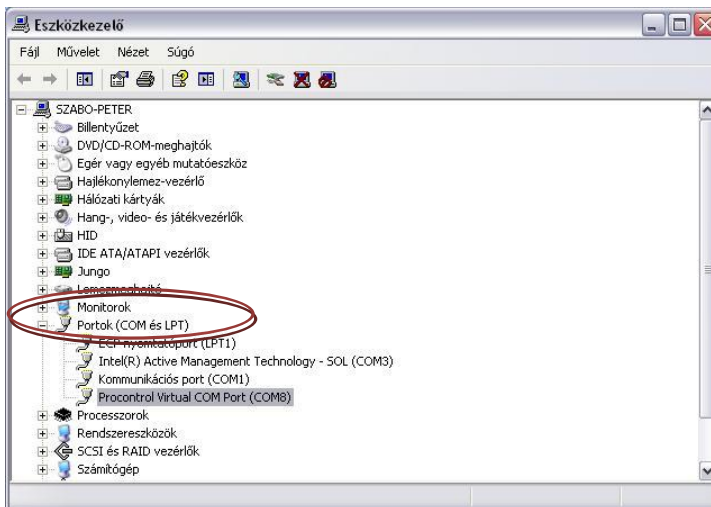 Eszközkezelő
Fájl Művelet Nézet Súgó
SZABO-PETER
Billentyűzet
DVD/CD-ROM-meghajtók
Egér vagy egyéb mutatóeszköz
Hajlékonylemez-vezérlő
Hálózati kártyák
Hang-, video- és játékvezérlők
HID
IDE ATA/ATAPI vezérlők
Jungo
Lemezmeghajtó
Monitorok
Portok (COM és LPT)
ECP nyomtatóport (LPT1)
Intel(R) Active Management Technology - SOL (COM3)
Kommunikációs port (COM1)
Procontrol Virtual COM Port (COM8)
Processzorok
Rendszereszközök
SCSI és RAID vezérlők
Számítógép